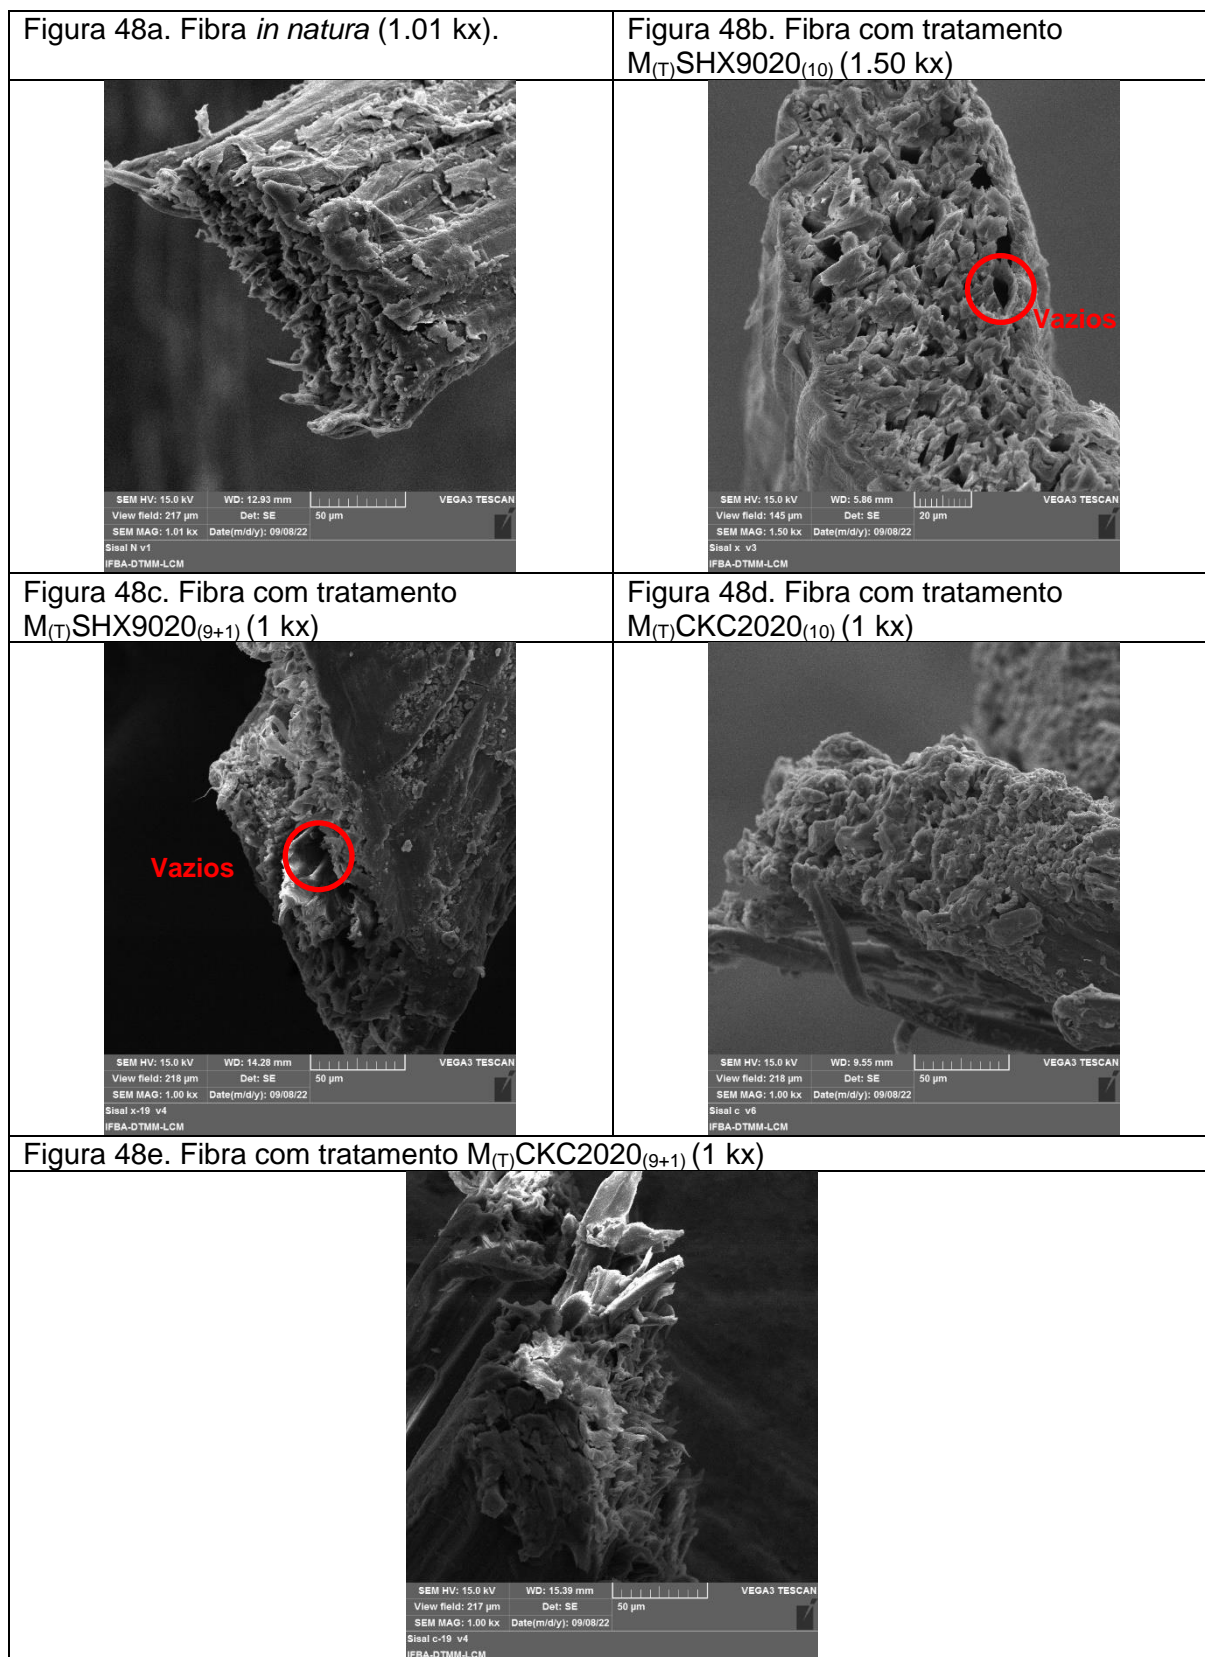 Figura 48a. Fibra in natura (1.01 kx).
Figura 48b. Fibra com tratamento
M(T)SHX9020(10) (1.50 kx)
Vazios
SEM HV: 15.0 kV WD: 12.93 mm VEGA3 TESCAN
View field: 217 µm Det: SE 50 µm
SEM MAG: 1.01 kx Date(m/d/y): 09/08/22
Sisal N v1
IFBA-DTMM-LCM
SEM HV: 15.0 kV WD: 5.86 mm VEGA3 TESCAN
View field: 145 µm Det: SE 20 µm
SEM MAG: 1.50 kx Date(m/d/y): 09/08/22
Sisal x v3
IFBA-DTMM-LCM
Figura 48c. Fibra com tratamento
M(T)SHX9020(9+1) (1 kx)
Figura 48d. Fibra com tratamento
M(T)CKC2020(10) (1 kx)
Vazios
SEM HV: 15.0 kV WD: 14.28 mm VEGA3 TESCAN
View field: 218 µm Det: SE 50 µm
SEM MAG: 1.00 kx Date(m/d/y): 09/08/22
Sisal x-19 v4
IFBA-DTMM-LCM
SEM HV: 15.0 kV WD: 9.55 mm VEGA3 TESCAN
View field: 218 µm Det: SE 50 µm
SEM MAG: 1.00 kx Date(m/d/y): 09/08/22
Sisal c v6
IFBA-DTMM-LCM
Figura 48e. Fibra com tratamento M(T)CKC2020(9+1) (1 kx)
SEM HV: 15.0 kV WD: 15.39 mm VEGA3 TESCAN
View field: 217 µm Det: SE 50 µm
SEM MAG: 1.00 kx Date(m/d/y): 09/08/22
Sisal c-19 v4
IFBA-DTMM-LCM